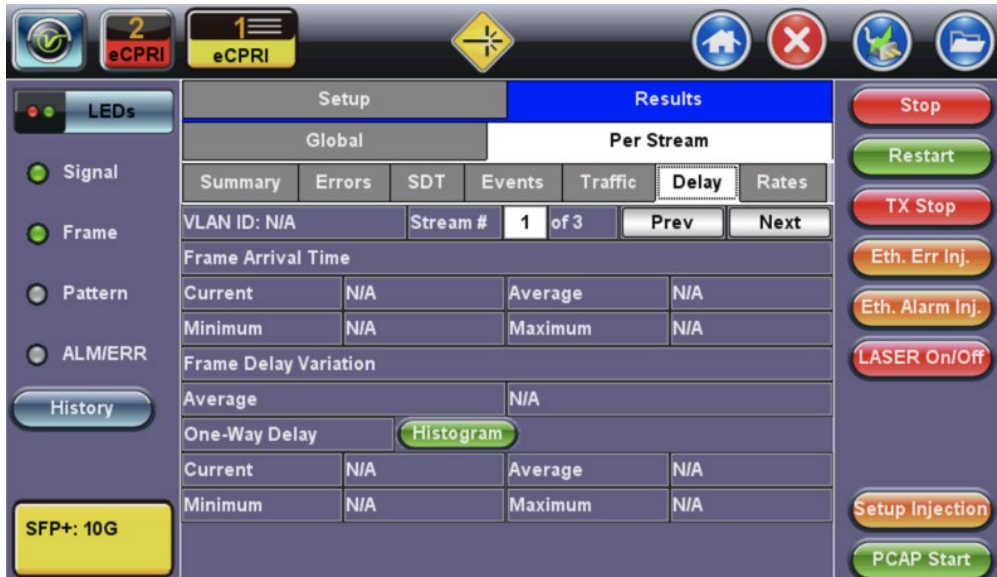 2
eCPRI
1
eCPRI
LEDs
Signal
Frame
Pattern
ALM/ERR
History
SFP+: 10G
Setup Results
Global Per Stream
Summary Errors SDT Events Traffic Delay Rates
VLAN ID: N/A Stream # 1 of 3 Prev Next
Frame Arrival Time
Current N/A Average N/A
Minimum N/A Maximum N/A
Frame Delay Variation
Average N/A
One-Way Delay Histogram
Current N/A Average N/A
Minimum N/A Maximum N/A
Stop
Restart
TX Stop
Eth. Err Inj.
Eth. Alarm Inj.
LASER On/Off
Setup Injection
PCAP Start